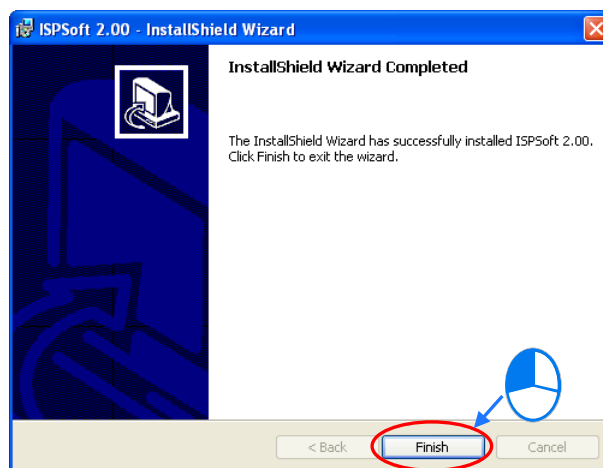 ISPSoft 2.00 - InstallShield Wizard
InstallShield Wizard Completed
The InstallShield Wizard has successfully installed ISPSoft 2.00.
Click Finish to exit the wizard.
< Back
Finish
Cancel